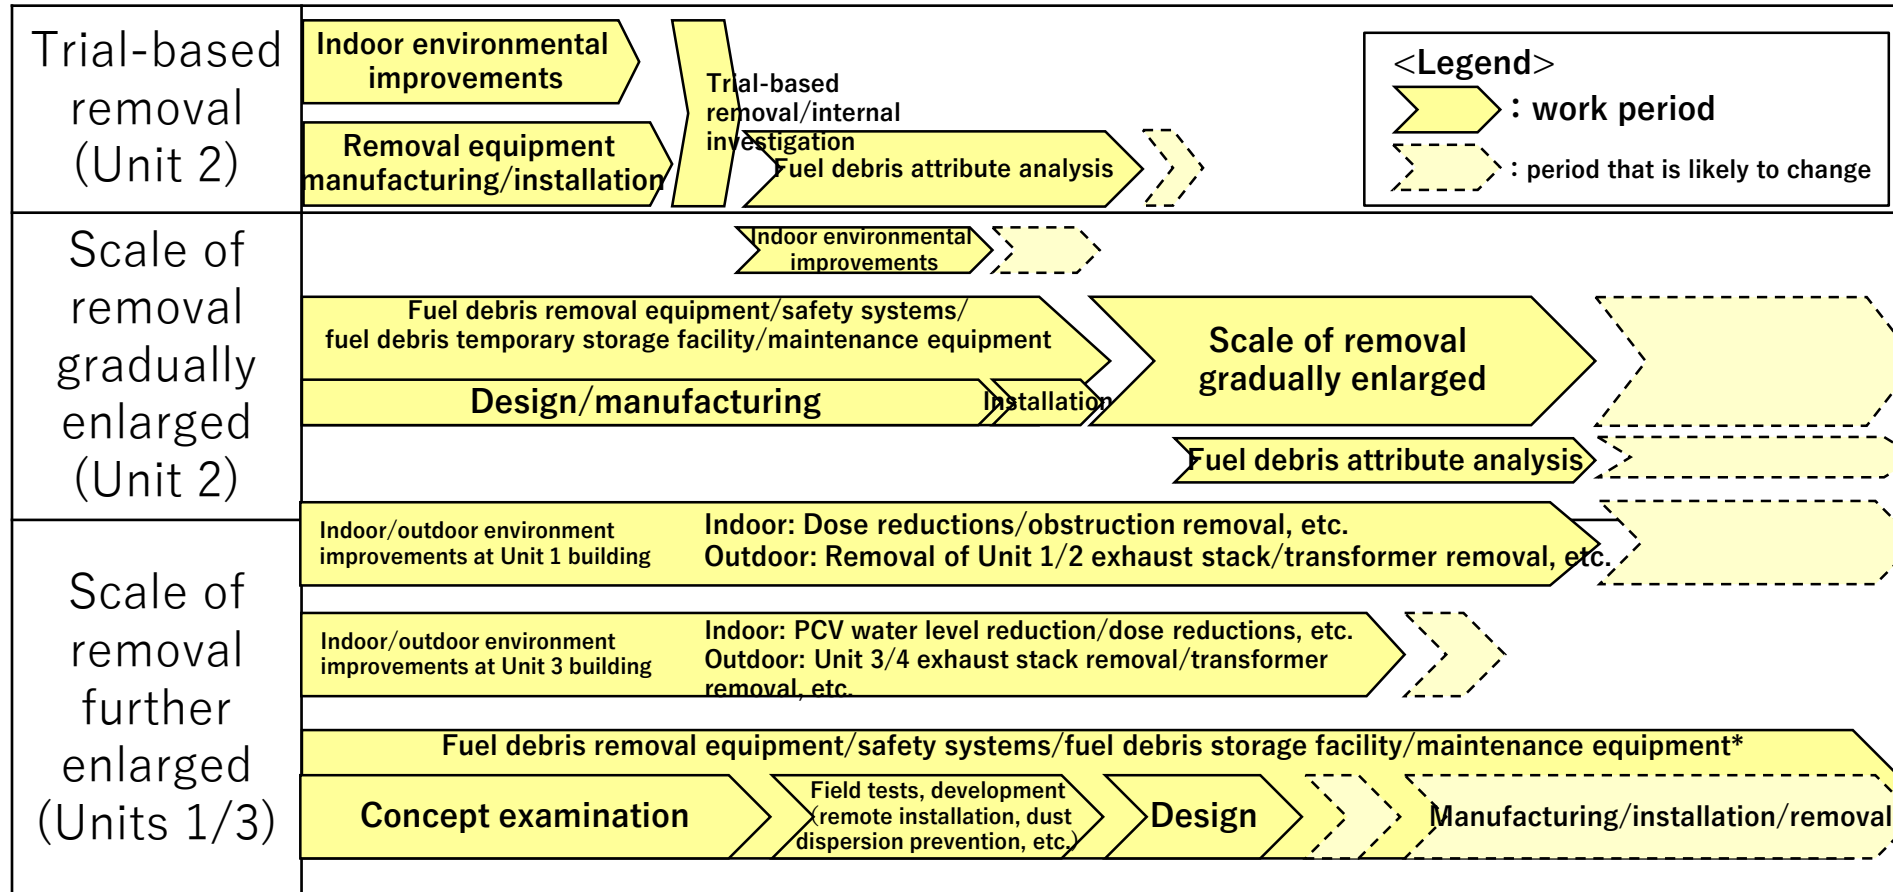 Trial-based
removal
(Unit 2)
Indoor environmental
improvements
Removal equipment
manufacturing/installation
Trial-based
removal/internal
investigation
Fuel debris attribute analysis
<Legend>
: work period
: period that is likely to change
Scale of
removal
gradually
enlarged
(Unit 2)
Indoor environmental
improvements
Fuel debris removal equipment/safety systems/
fuel debris temporary storage facility/maintenance equipment
Design/manufacturing
Installation
Scale of removal
gradually enlarged
Fuel debris attribute analysis
Scale of
removal
further
enlarged
(Units 1/3)
Indoor/outdoor environment
improvements at Unit 1 building
Indoor: Dose reductions/obstruction removal, etc.
Outdoor: Removal of Unit 1/2 exhaust stack/transformer removal, etc.
Indoor/outdoor environment
improvements at Unit 3 building
Indoor: PCV water level reduction/dose reductions, etc.
Outdoor: Unit 3/4 exhaust stack removal/transformer
removal, etc.
Fuel debris removal equipment/safety systems/fuel debris storage facility/maintenance equipment*
Concept examination
Field tests, development
(remote installation, dust
dispersion prevention, etc.)
Design
Manufacturing/installation/removal